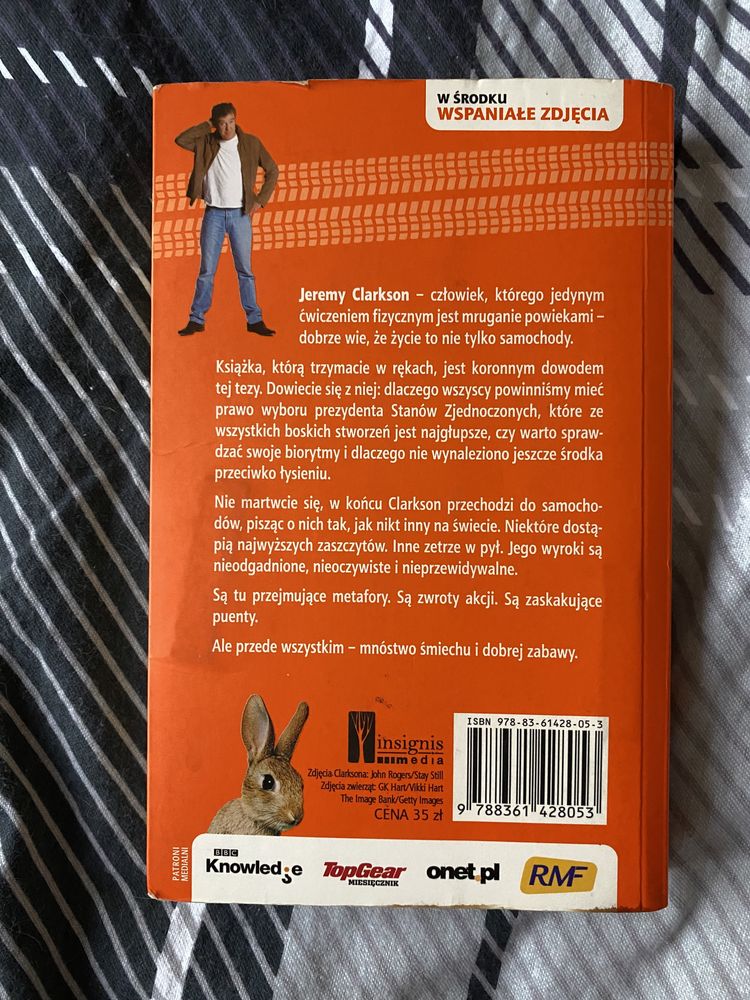 W ŚRODKU
WSPANIAŁE ZDJĘCIA
Jeremy Clarkson – człowiek, którego jedynym
ćwiczeniem fizycznym jest mruganie powiekami –
dobrze wie, że życie to nie tylko samochody.
Książka, którą trzymacie w rękach, jest koronnym dowodem
tej tezy. Dowiecie się z niej: dlaczego wszyscy powinniśmy mieć
prawo wyboru prezydenta Stanów Zjednoczonych, które ze
wszystkich boskich stworzeń jest najgłupsze, czy warto spraw-
dzać swoje biorytmy i dlaczego nie wynaleziono jeszcze środka
przeciwko łysieniu.
Nie martwcie się, w końcu Clarkson przechodzi do samocho-
dów, pisząc o nich tak, jak nikt inny na świecie. Niektóre dostą-
pią najwyższych zaszczytów. Inne zetrze w pył. Jego wyroki są
nieodgadnione, nieoczywiste i nieprzewidywalne.
Są tu przejmujące metafory. Są zwroty akcji. Są zaskakujące
puenty.
Ale przede wszystkim – mnóstwo śmiechu i dobrej zabawy.
insignis
media
Zdjęcia Clarksona: John Rogers/Stay Still
Zdjęcia zwierząt: GK Hart/Vikki Hart
The Image Bank/Getty Images
CENA 35 zł
ISBN 978-83-61428-05-3
9 788361 428053
PATRONI
MEDIALNI
BBC
Knowledge
TopGear
MIESIĘCZNIK
onet.pl
RMF